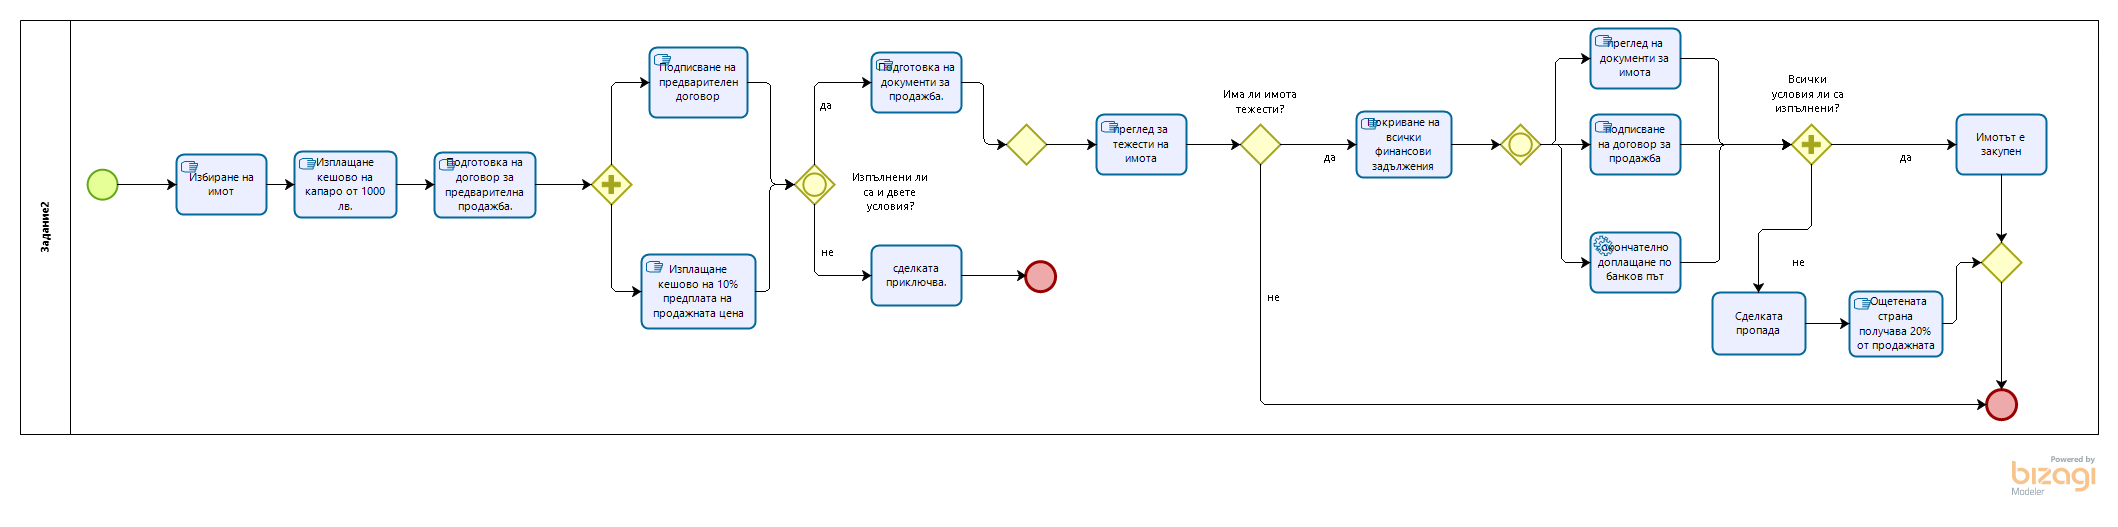 Задание2
Избиране на
имот
Изплащане
кешово на
капаро от 1000
лв.
Подготовка на
договор за
предварителна
продажба.
Подписване на
предварителен
договор
Изплащане
кешово на 10%
предплата на
продажната цена
Изпълнени ли
са и двете
условия?
да
не
Подготовка на
документи за
продажба.
сделката
приключва.
преглед за
тежести на
имота
Има ли имота
тежести?
да
не
покриване на
всички
финансови
задължения
преглед на
документи за
имота
подписване
на договор за
продажба
окончателно
доплащане по
банков път
Всички
условия ли са
изпълнени?
да
не
Имотът е
закупен
Сделката
пропада
Ощетената
страна
получава 20%
от продажната
Powered by
bizagi
Modeler